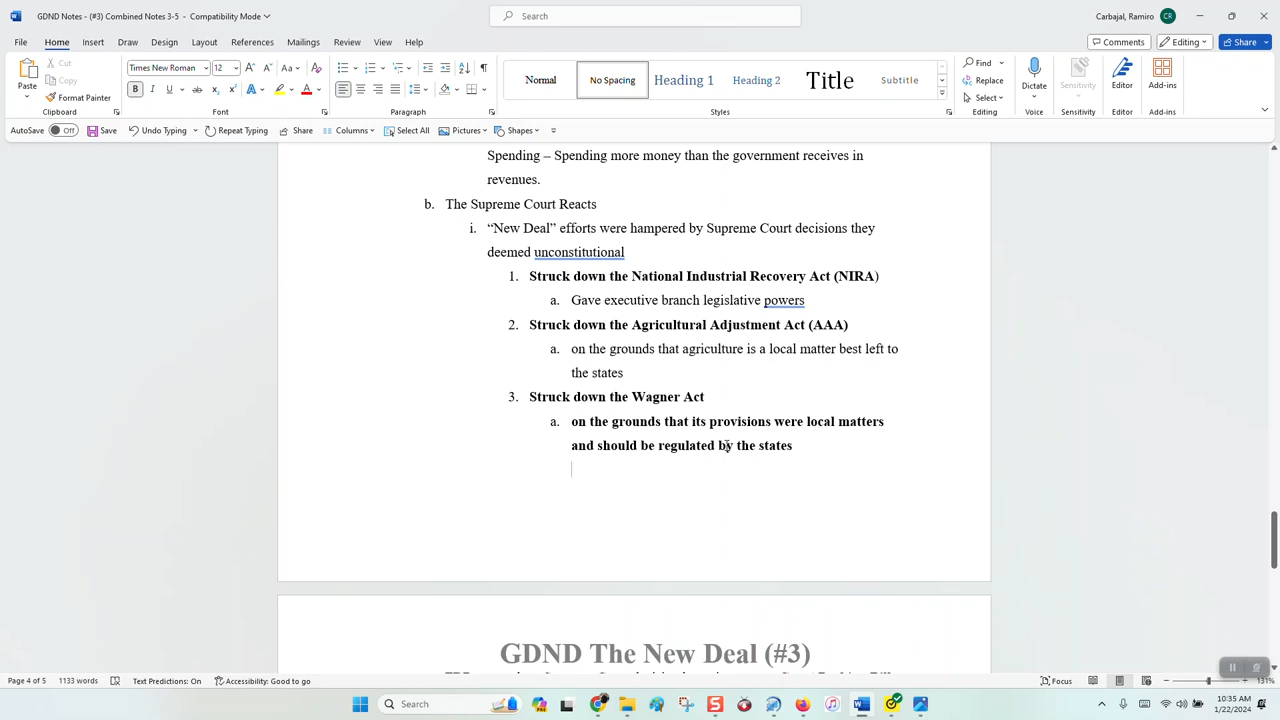 GDND Notes - (#3) Combined Notes 3-5 - Compatibility Mode
Search
Carbajal, Ramiro CR
File Home Insert Draw Design Layout References Mailings Review View Help
Comments Editing Share
Paste
Cut
Copy
Format Painter
Clipboard
Times New Roman 12
Font
Paragraph
Normal No Spacing Heading 1 Heading 2 Title Subtitle
Styles
Find
Replace
Select
Editing
Dictate
Voice
Sensitivity
Sensitivity
Editor
Editor
Add-ins
Add-ins
AutoSave Off Save Undo Typing Repeat Typing Share Columns Select All Pictures Shapes
Spending – Spending more money than the government receives in
revenues.
b. The Supreme Court Reacts
i. “New Deal” efforts were hampered by Supreme Court decisions they
deemed unconstitutional
1. Struck down the National Industrial Recovery Act (NIRA)
a. Gave executive branch legislative powers
2. Struck down the Agricultural Adjustment Act (AAA)
a. on the grounds that agriculture is a local matter best left to
the states
3. Struck down the Wagner Act
a. on the grounds that its provisions were local matters
and should be regulated by the states
GDND The New Deal (#3)
Page 4 of 5 1133 words Text Predictions: On Accessibility: Good to go Focus 131%
Search
10:35 AM
1/22/2024